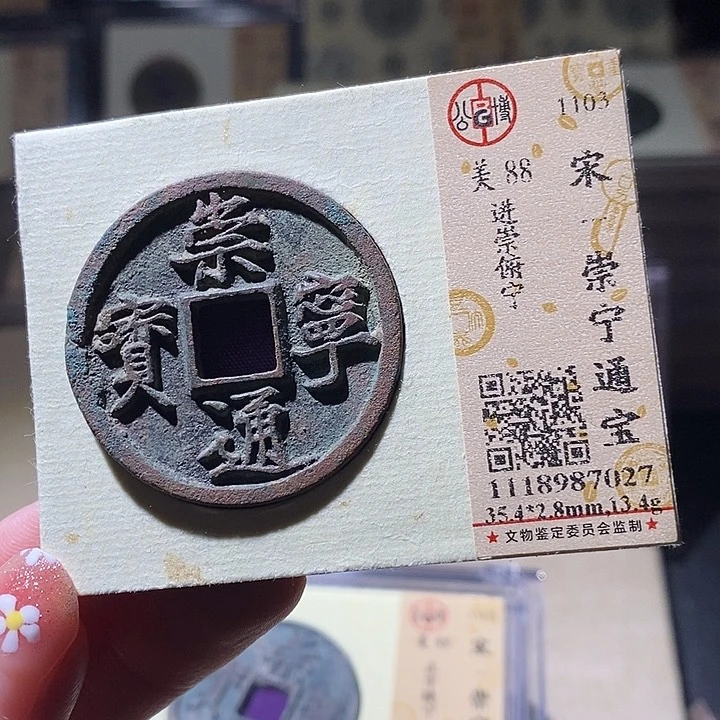 崇
寧
通
寶
公博
1103
宋 · 崇宁通宝
美 88
进崇俯宁
1118987027
35.4*2.8mm,13.4g
★文物鉴定委员会监制★